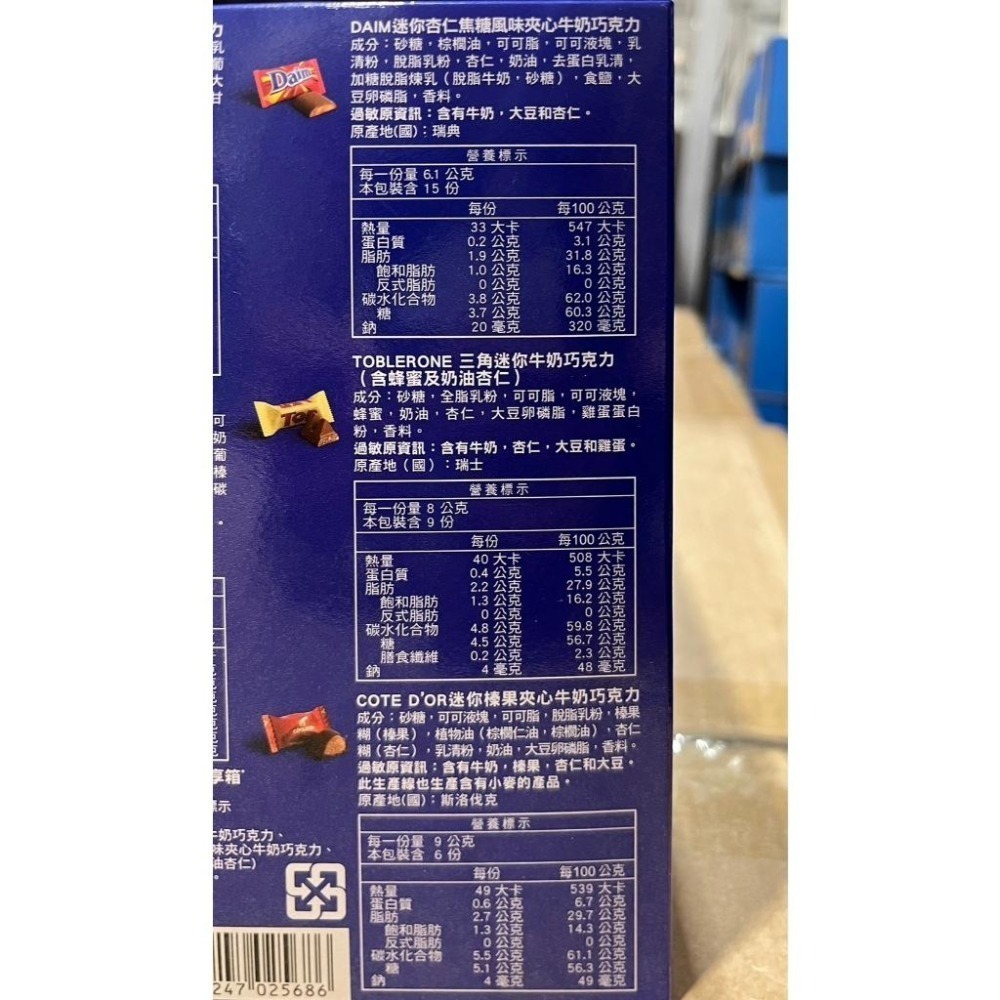 DAIM迷你杏仁焦糖風味夾心牛奶巧克力
成分：砂糖，棕櫚油，可可脂，可可液塊，乳
清粉，脫脂乳粉，杏仁，奶油，去蛋白乳清，
加糖脫脂煉乳（脫脂牛奶，砂糖），食鹽，大
豆卵磷脂，香料。
過敏原資訊：含有牛奶，大豆和杏仁。
原產地(國)：瑞典
Daim
營養標示
每一份量 6.1 公克
本包裝含 15 份
每份 每100公克
熱量 33 大卡 547 大卡
蛋白質 0.2 公克 3.1 公克
脂肪 1.9 公克 31.8 公克
飽和脂肪 1.0 公克 16.3 公克
反式脂肪 0 公克 0 公克
碳水化合物 3.8 公克 62.0 公克
糖 3.7 公克 60.3 公克
鈉 20 毫克 320 毫克
TOBLERONE 三角迷你牛奶巧克力
（含蜂蜜及奶油杏仁）
成分：砂糖，全脂乳粉，可可脂，可可液塊，
蜂蜜，奶油，杏仁，大豆卵磷脂，雞蛋蛋白
粉，香料。
過敏原資訊：含有牛奶，杏仁，大豆和雞蛋。
原產地（國）：瑞士
營養標示
每一份量 8 公克
本包裝含 9 份
每份 每100公克
熱量 40 大卡 508 大卡
蛋白質 0.4 公克 5.5 公克
脂肪 2.2 公克 27.9 公克
飽和脂肪 1.3 公克 16.2 公克
反式脂肪 0 公克 0 公克
碳水化合物 4.8 公克 59.8 公克
糖 4.5 公克 56.7 公克
膳食纖維 0.2 公克 2.3 公克
鈉 4 毫克 48 毫克
COTE D'OR迷你榛果夾心牛奶巧克力
成分：砂糖，可可液塊，可可脂，脫脂乳粉，榛果
糊（榛果），植物油（棕櫚仁油，棕櫚油），杏仁
糊（杏仁），乳清粉，奶油，大豆卵磷脂，香料。
過敏原資訊：含有牛奶，榛果，杏仁和大豆。
此生產線也生產含有小麥的產品。
原產地(國)：斯洛伐克
營養標示
每一份量 9 公克
本包裝含 6 份
每份 每100公克
熱量 49 大卡 539 大卡
蛋白質 0.6 公克 6.7 公克
脂肪 2.7 公克 29.7 公克
飽和脂肪 1.3 公克 14.3 公克
反式脂肪 0 公克 0 公克
碳水化合物 5.5 公克 61.1 公克
糖 5.1 公克 56.3 公克
鈉 4 毫克 49 毫克
力
乳
葡
大
甘
可
奶
葡
榛
碳
享箱
標示
牛奶巧克力、
味夾心牛奶巧克力、
油杏仁)
247 025686